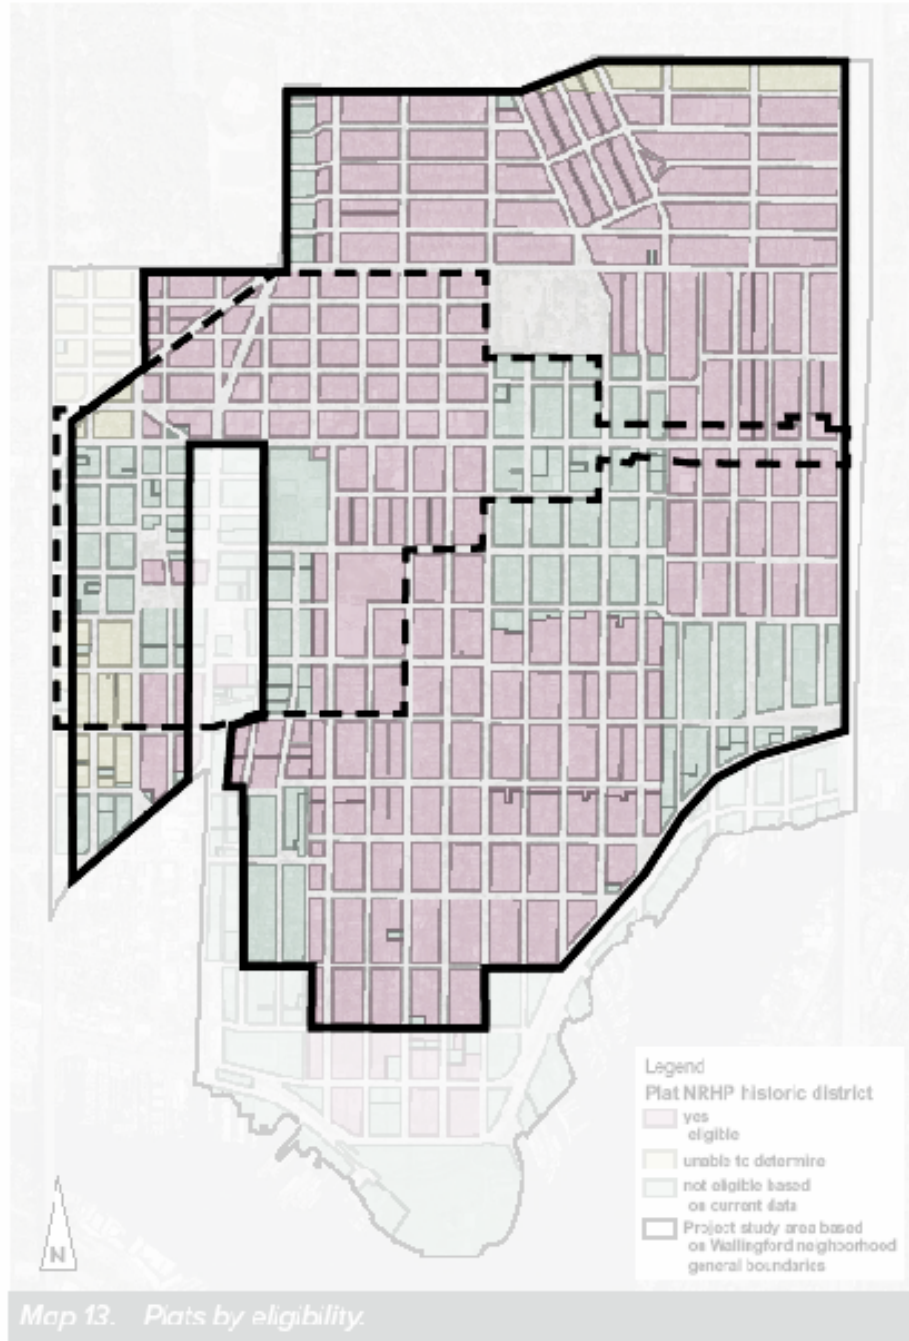 Legend
Plat NRHP historic district
yes
eligible
unable to determine
not eligible based
on current data
Project study area based
on Wallingford neighborhood
general boundaries
N
Map 13. Plats by eligibility.